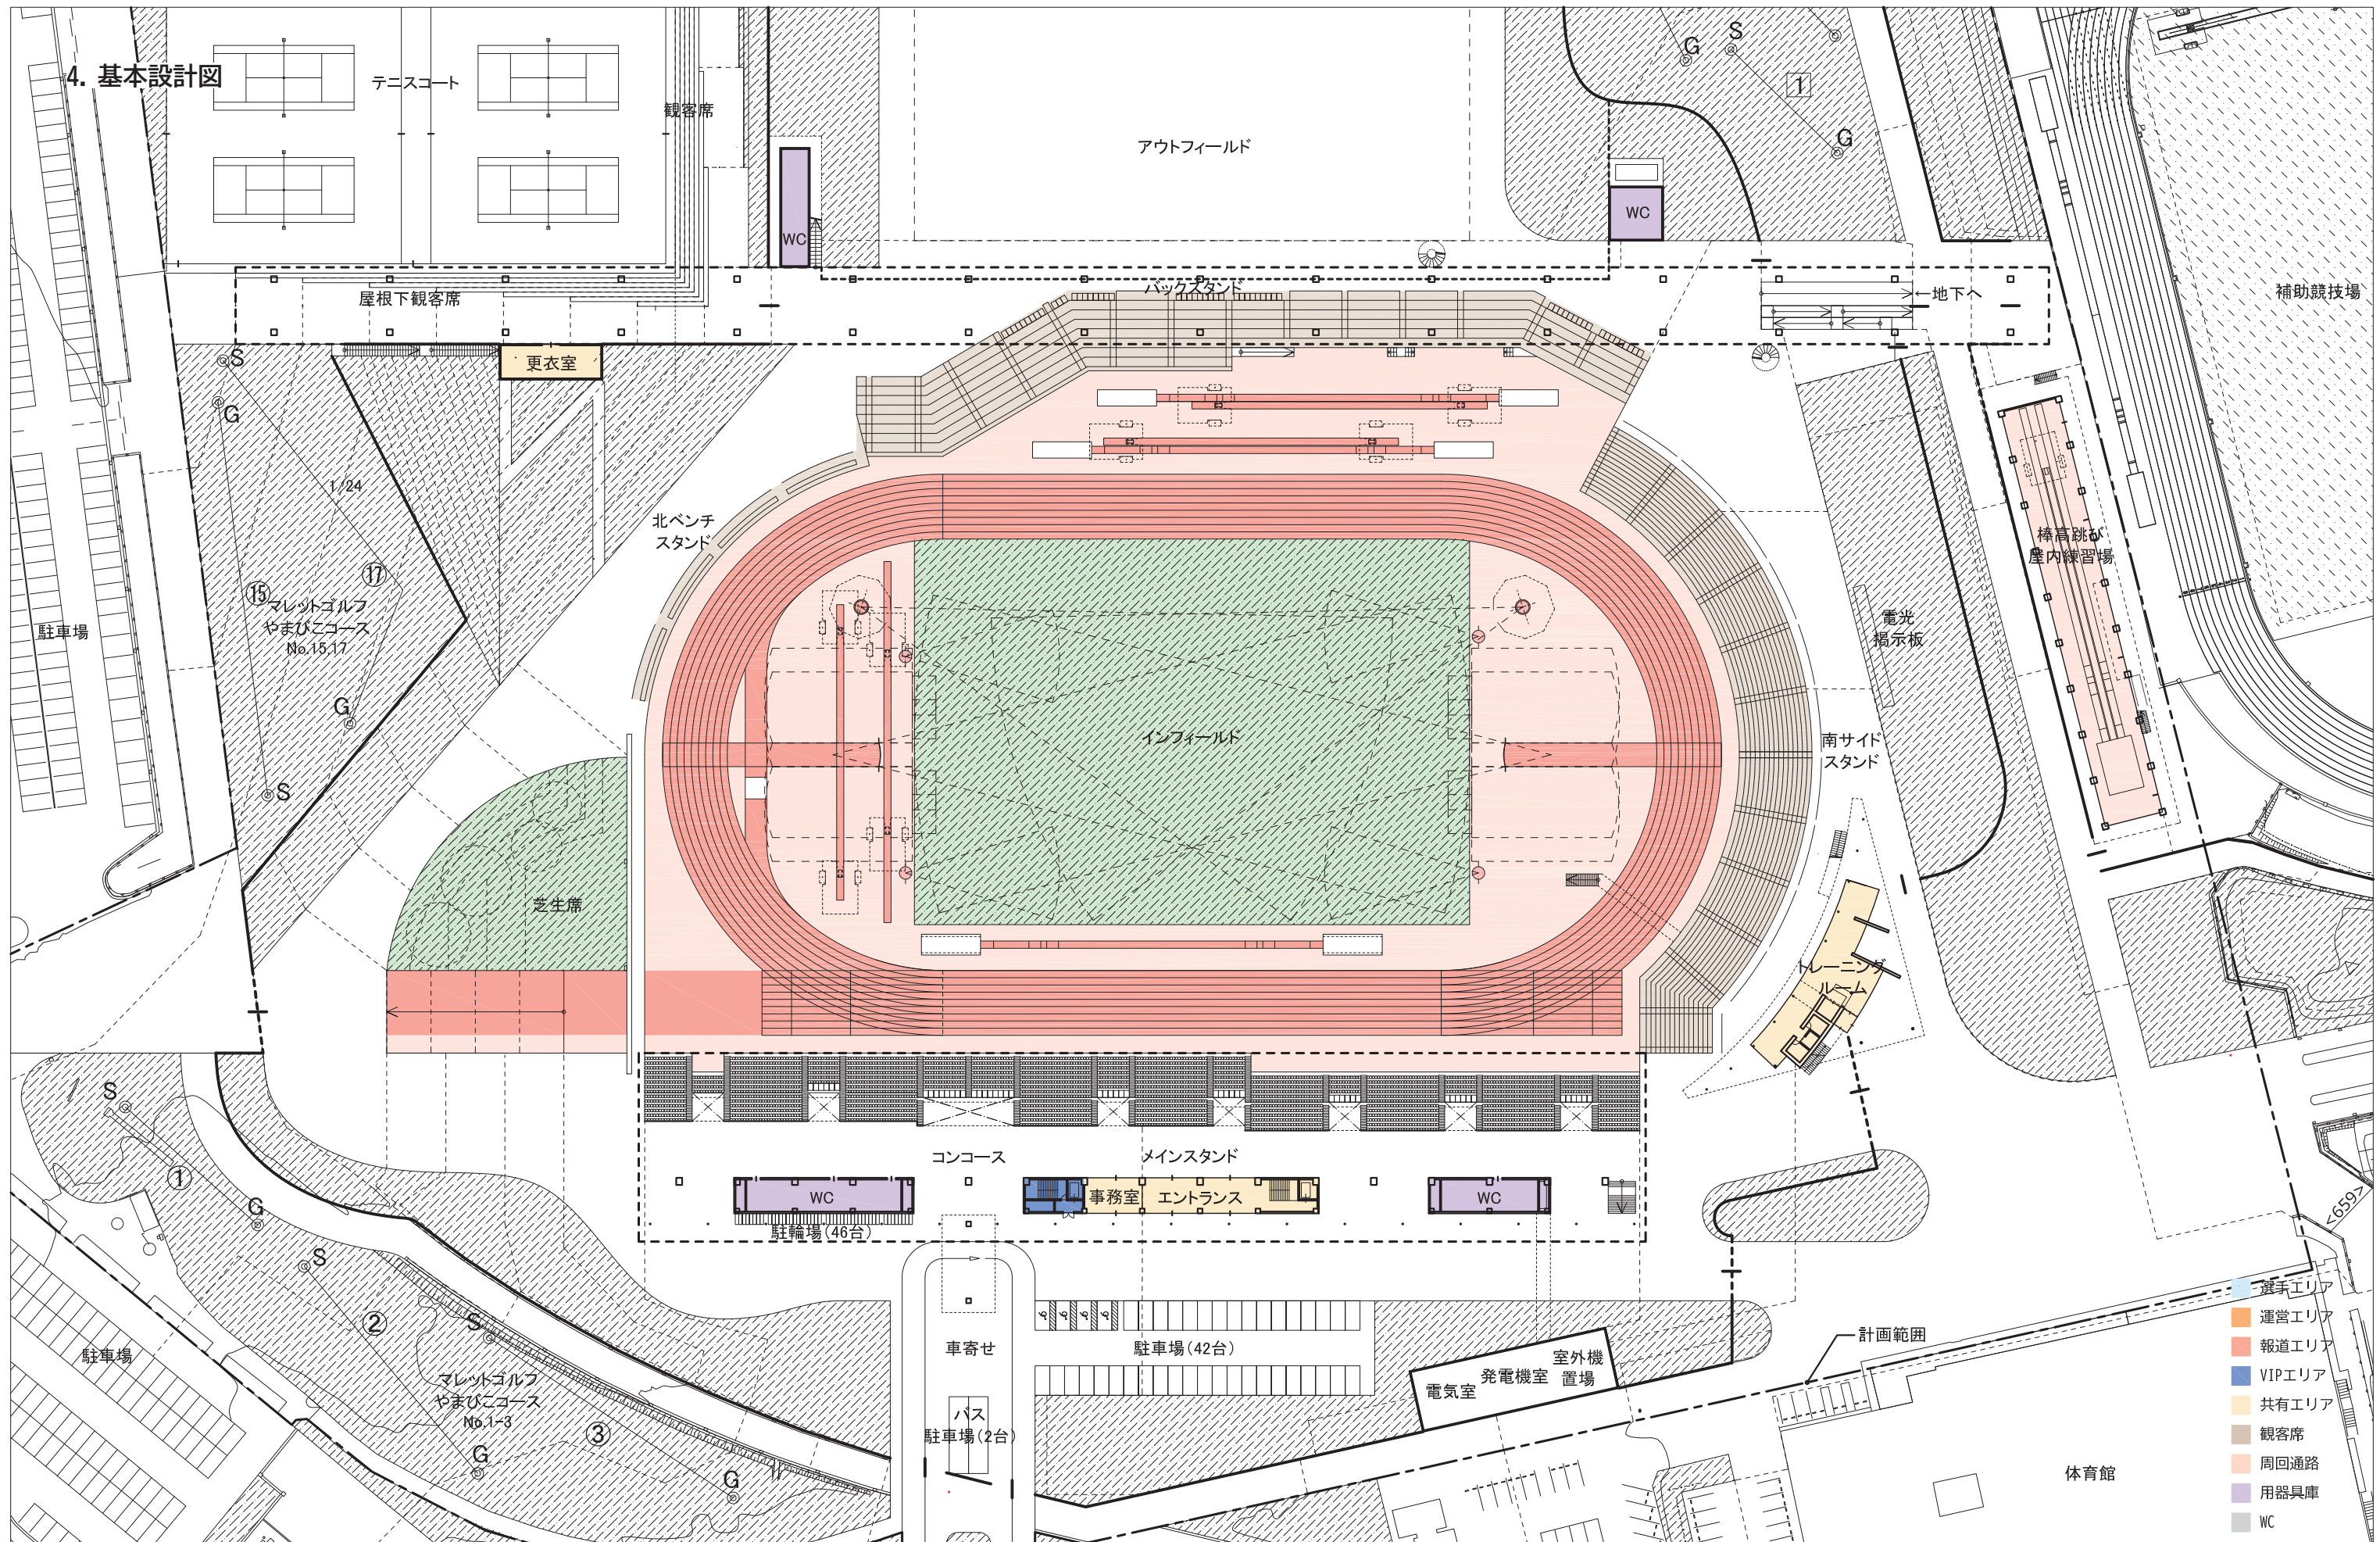 4. 基本設計図
テニスコート
観客席
アウトフィールド
G
S
1
G
WC
WC
屋根下観客席
バックスタンド
←地下へ
補助競技場
更衣室
S
G
1/24
北ベンチ
スタンド
⑰
⑮
マレットゴルフ
やまびこコース
No.15,17
G
S
駐車場
棒高跳び
屋内練習場
電光
掲示板
インフィールド
南サイド
スタンド
芝生席
トレーニング
ルーム
S
①
G
コンコース
メインスタンド
WC
事務室
エントランス
WC
駐輪場(46台)
S
②
S
駐車場
マレットゴルフ
やまびこコース
No.1-3
③
G
G
車寄せ
駐車場(42台)
バス
駐車場(2台)
電気室
発電機室
室外機
置場
計画範囲
<659>
体育館
選手エリア
運営エリア
報道エリア
VIPエリア
共有エリア
観客席
周回通路
用器具庫
WC